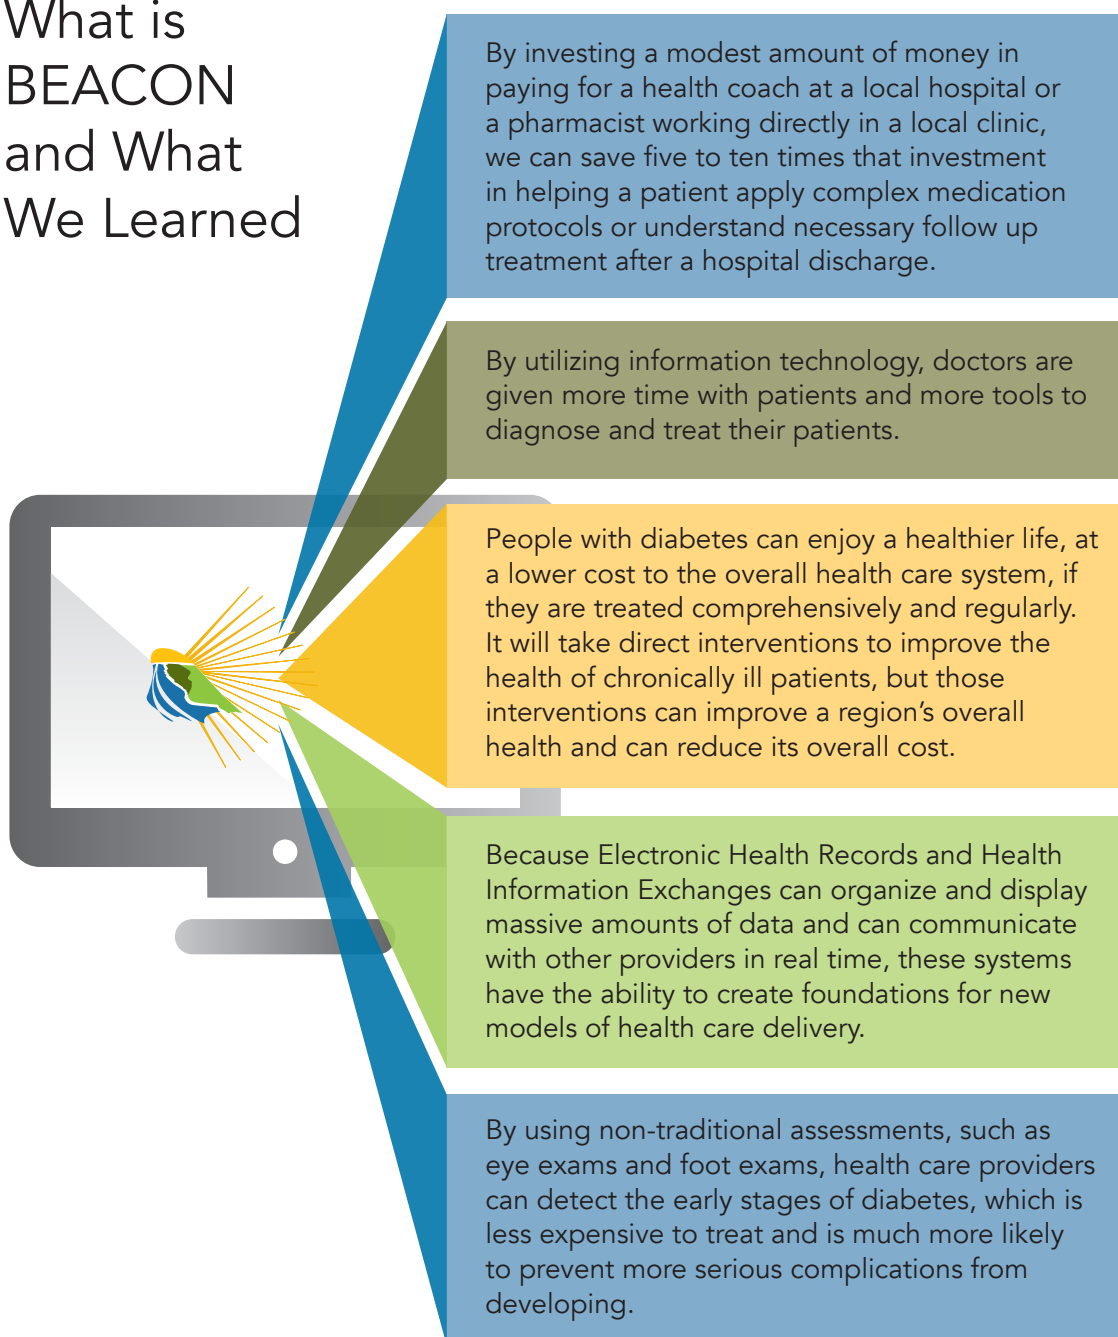 What is
BEACON
and What
We Learned
By investing a modest amount of money in
paying for a health coach at a local hospital or
a pharmacist working directly in a local clinic,
we can save five to ten times that investment
in helping a patient apply complex medication
protocols or understand necessary follow up
treatment after a hospital discharge.
By utilizing information technology, doctors are
given more time with patients and more tools to
diagnose and treat their patients.
People with diabetes can enjoy a healthier life, at
a lower cost to the overall health care system, if
they are treated comprehensively and regularly.
It will take direct interventions to improve the
health of chronically ill patients, but those
interventions can improve a region’s overall
health and can reduce its overall cost.
Because Electronic Health Records and Health
Information Exchanges can organize and display
massive amounts of data and can communicate
with other providers in real time, these systems
have the ability to create foundations for new
models of health care delivery.
By using non-traditional assessments, such as
eye exams and foot exams, health care providers
can detect the early stages of diabetes, which is
less expensive to treat and is much more likely
to prevent more serious complications from
developing.